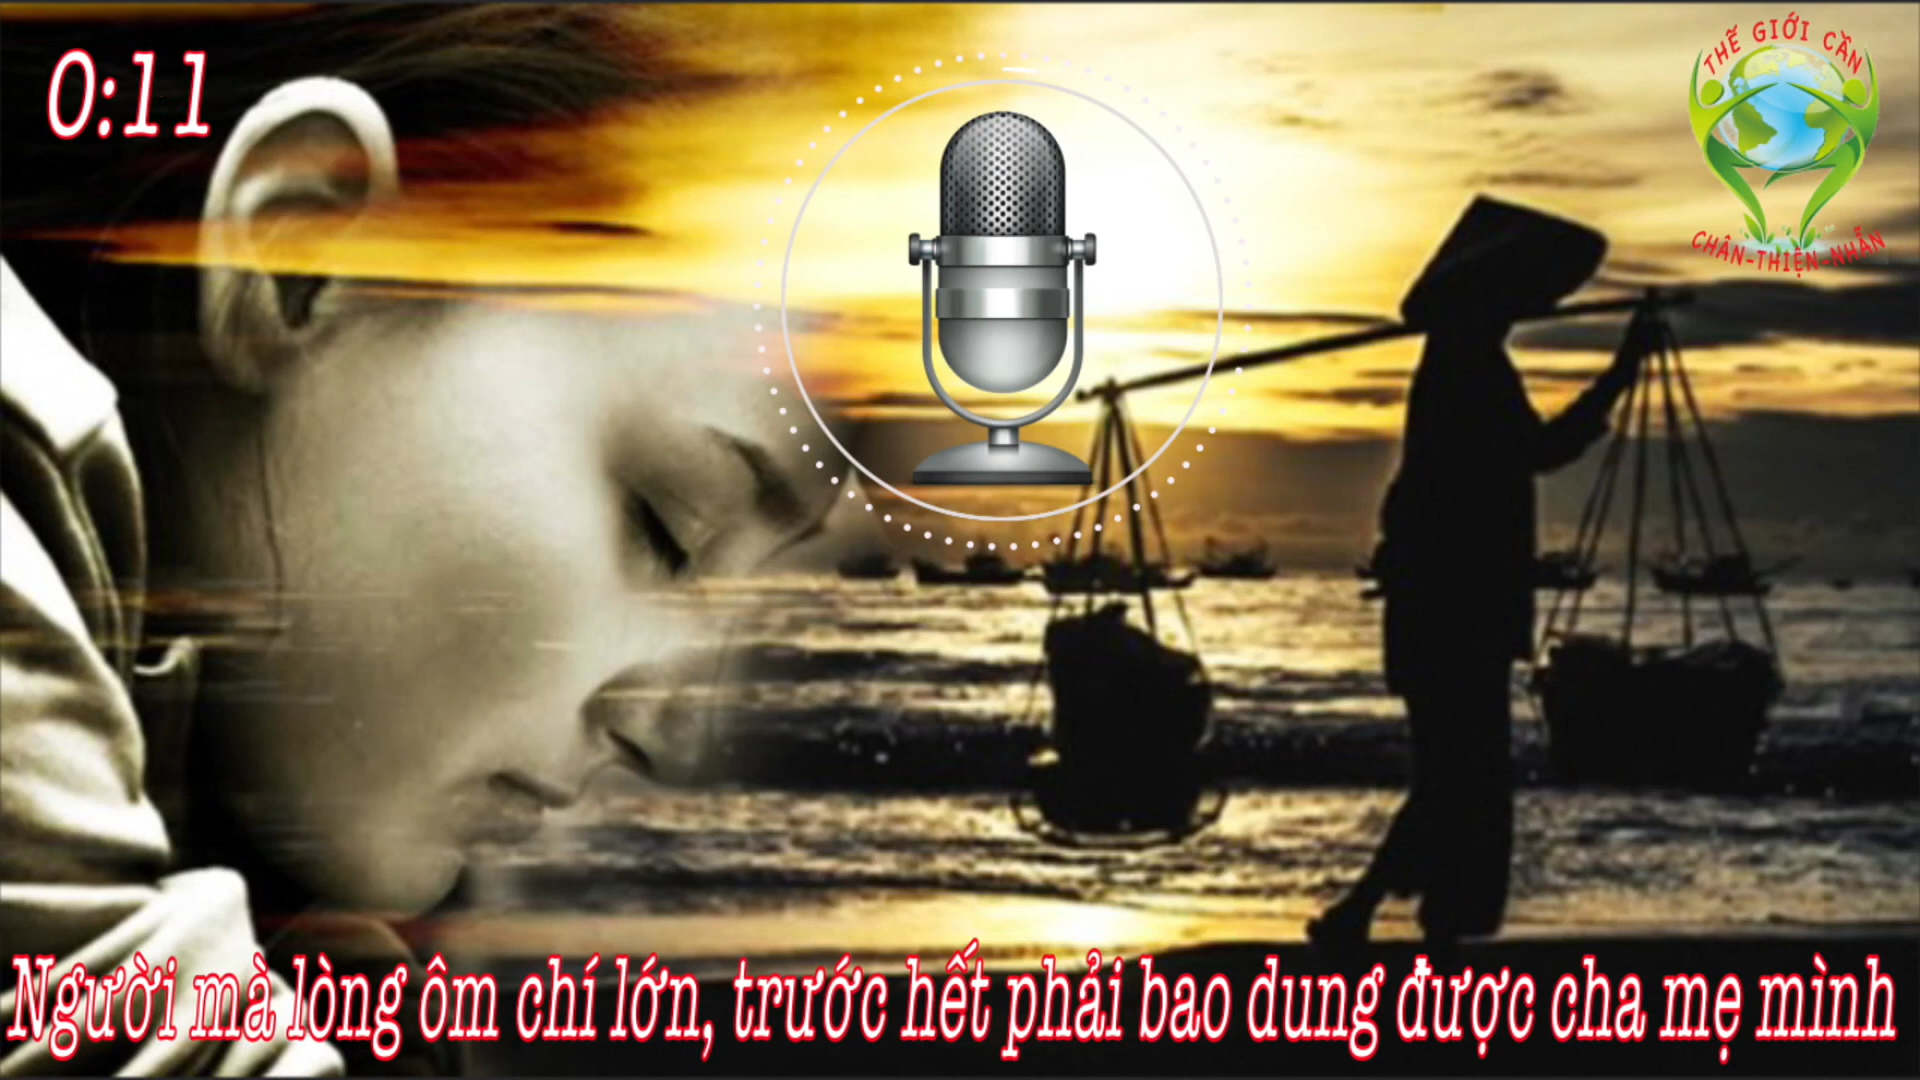 0:11
THẾ GIỚI CẦN
CHÂN-THIỆN-NHẪN
Người mà lòng ôm chí lớn, trước hết phải bao dung được cha mẹ mình